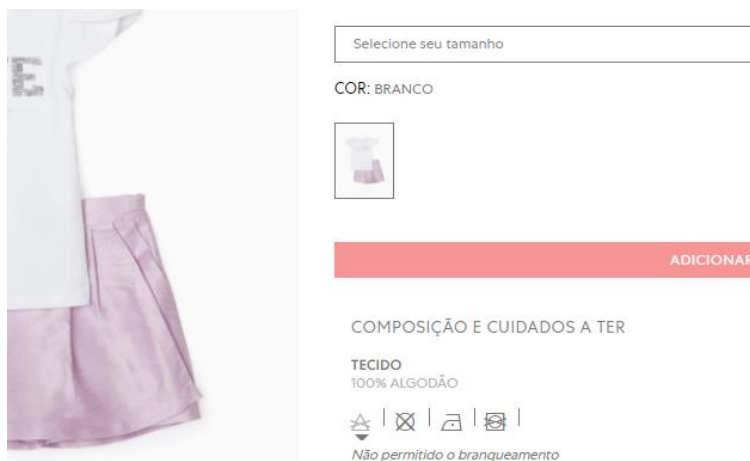 Selecione seu tamanho
COR: BRANCO
ADICIONAR
COMPOSIÇÃO E CUIDADOS A TER
TECIDO
100% ALGODÃO
Não permitido o branqueamento